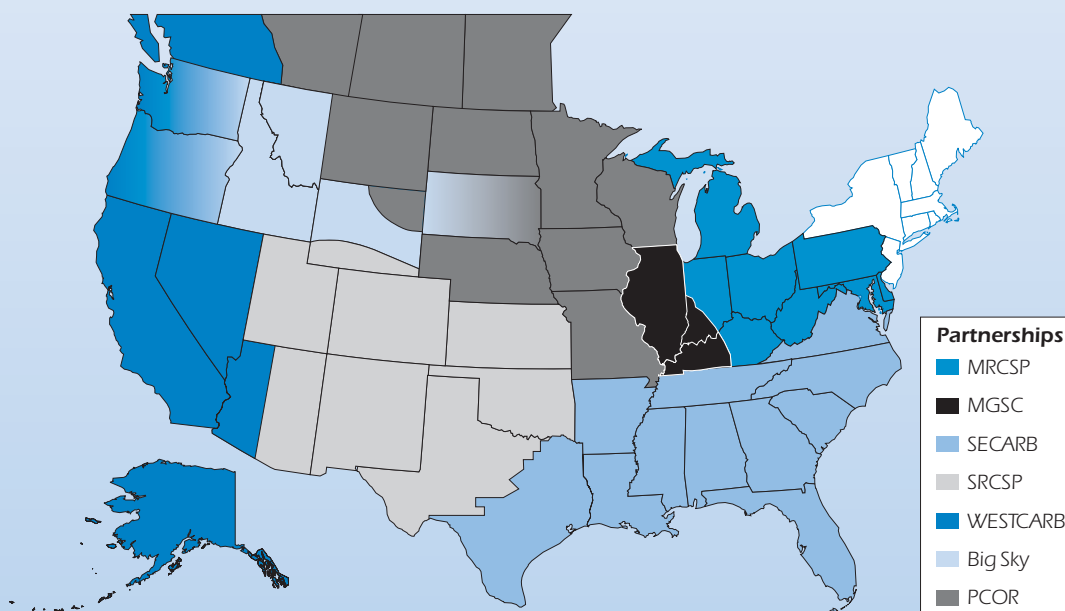 Partnerships
MRCSP
MGSC
SECARB
SRCSP
WESTCARB
Big Sky
PCOR